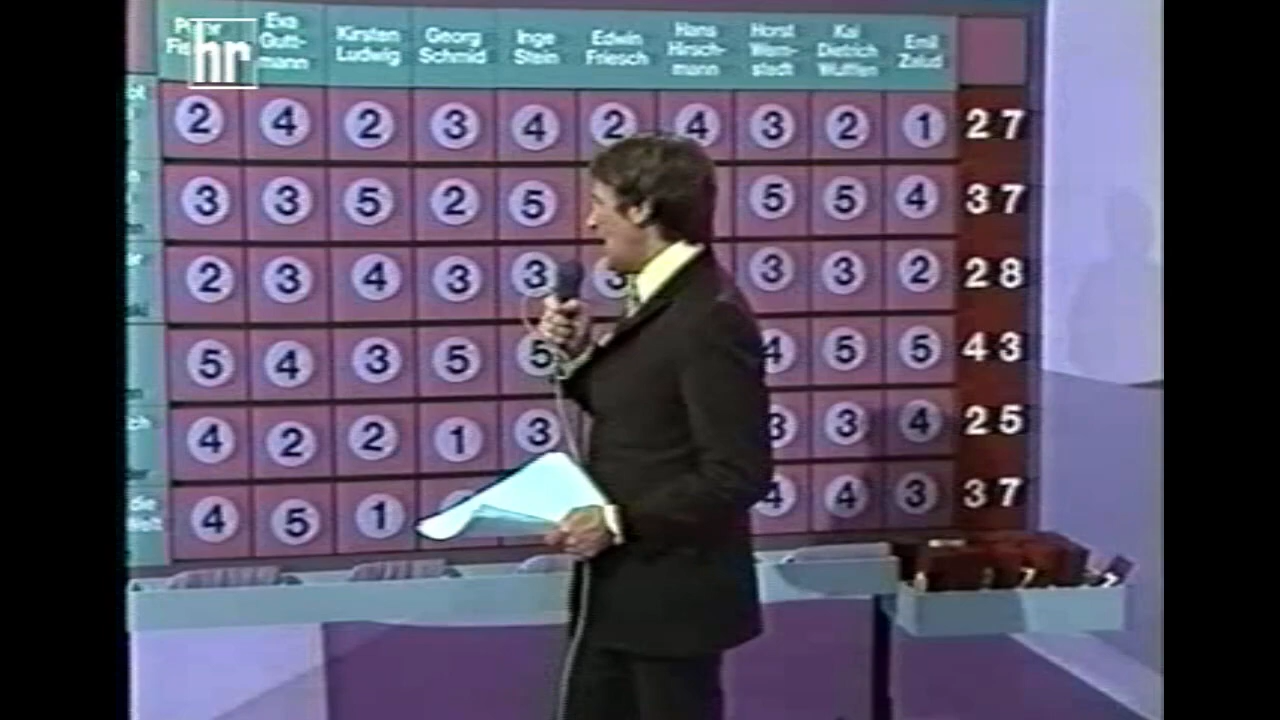 hr
Eva Gutt-mann
Kirsten Ludwig
Georg Schmid
Inge Stein
Edwin Friesch
Hans Hirsch-mann
Horst Wern-stedt
Kai Dietrich Wulffen
Emil Zalud
2 4 2 3 4 2 4 3 2 1 27
3 3 5 2 5 5 5 4 37
2 3 4 3 3 3 3 3 2 28
5 4 3 5 5 4 5 5 43
4 2 2 1 3 3 3 4 25
4 5 1 4 4 3 37